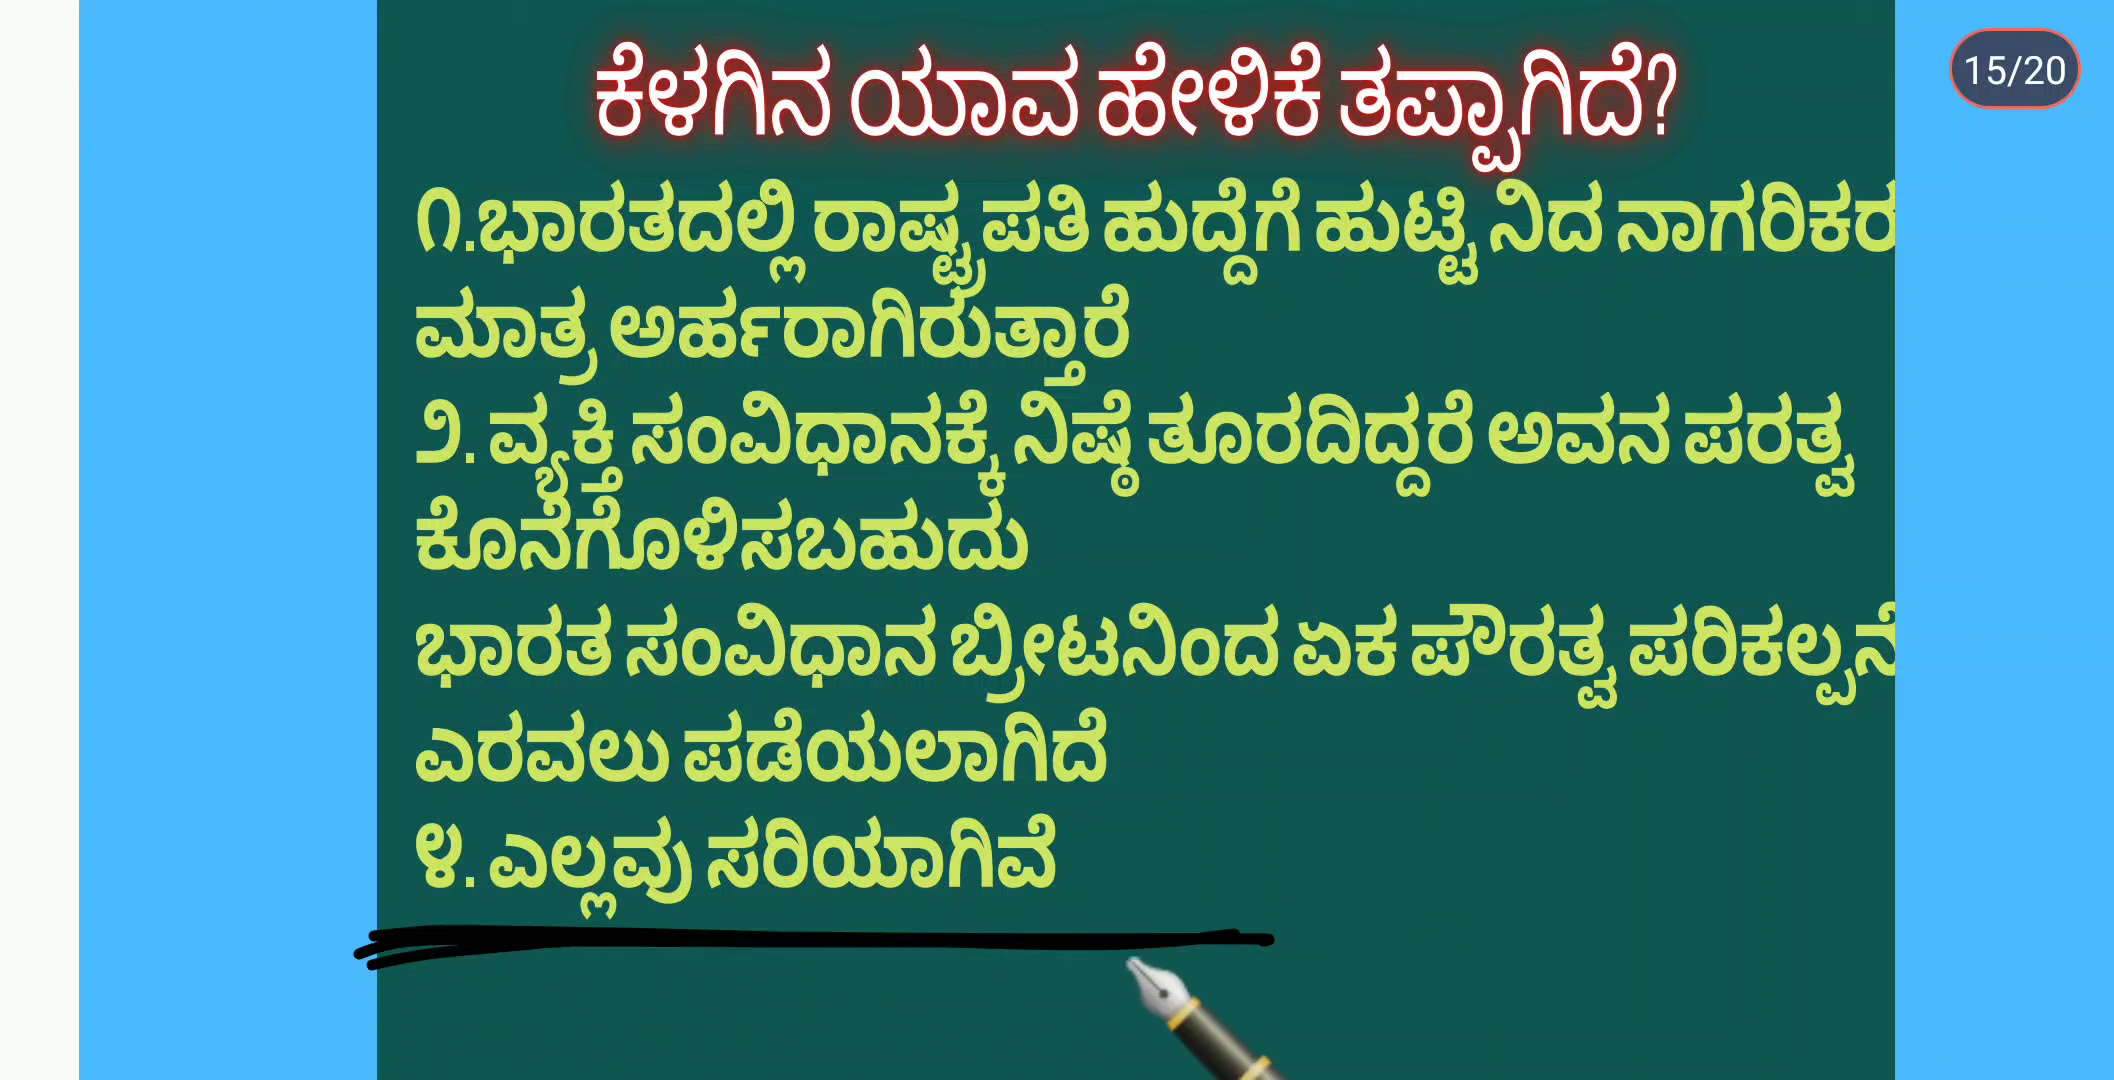 ಕೆಳಗಿನ ಯಾವ ಹೇಳಿಕೆ ತಪ್ಪಾಗಿದೆ?
15/20
೧.ಭಾರತದಲ್ಲಿ ರಾಷ್ಟ್ರಪತಿ ಹುದ್ದೆಗೆ ಹುಟ್ಟಿನಿದ ನಾಗರಿಕರು
ಮಾತ್ರ ಅರ್ಹರಾಗಿರುತ್ತಾರೆ
೨. ವ್ಯಕ್ತಿ ಸಂವಿಧಾನಕ್ಕೆ ನಿಷ್ಠೆ ತೂರದಿದ್ದರೆ ಅವನ ಪರತ್ವ
ಕೊನೆಗೊಳಿಸಬಹುದು
ಭಾರತ ಸಂವಿಧಾನ ಬ್ರೀಟನಿಂದ ಏಕ ಪೌರತ್ವ ಪರಿಕಲ್ಪನೆ
ಎರವಲು ಪಡೆಯಲಾಗಿದೆ
೪. ಎಲ್ಲವು ಸರಿಯಾಗಿವೆ